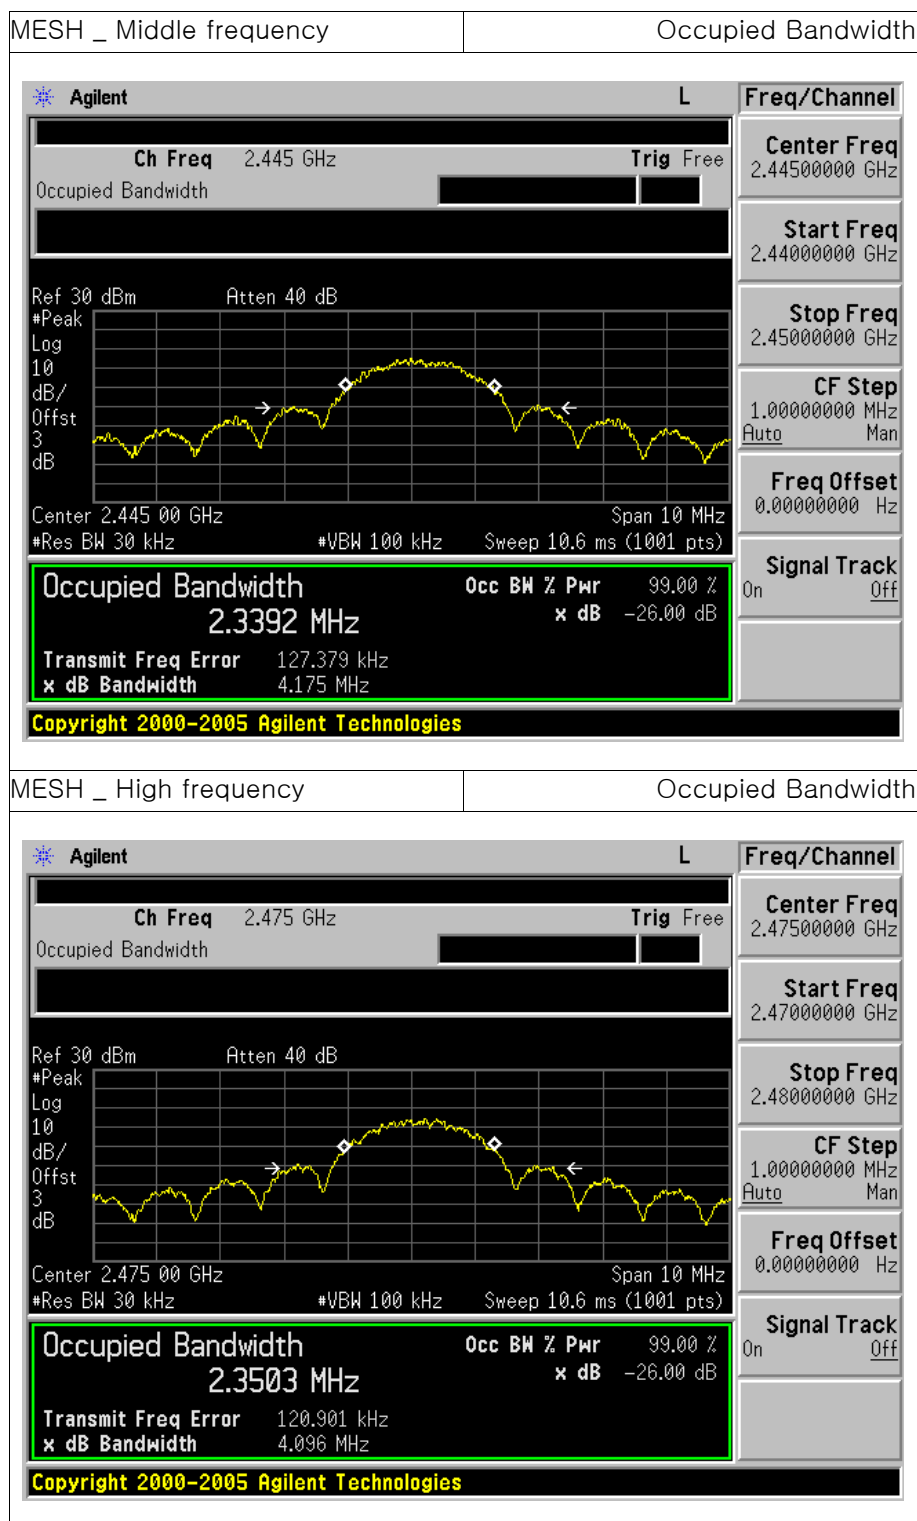 MESH _ Middle frequency Occupied Bandwidth
Agilent L Freq/Channel
Ch Freq 2.445 GHz Trig Free
Occupied Bandwidth
Center Freq
2.44500000 GHz
Start Freq
2.44000000 GHz
Stop Freq
2.45000000 GHz
CF Step
1.00000000 MHz
Auto Man
Freq Offset
0.00000000 Hz
Signal Track
On Off
Ref 30 dBm Atten 40 dB
#Peak
Log
10
dB/
Offst
3
dB
Center 2.445 00 GHz Span 10 MHz
#Res BW 30 kHz #VBW 100 kHz Sweep 10.6 ms (1001 pts)
Occupied Bandwidth Occ BW % Pwr 99.00 %
2.3392 MHz x dB -26.00 dB
Transmit Freq Error 127.379 kHz
x dB Bandwidth 4.175 MHz
Copyright 2000-2005 Agilent Technologies
MESH _ High frequency Occupied Bandwidth
Agilent L Freq/Channel
Ch Freq 2.475 GHz Trig Free
Occupied Bandwidth
Center Freq
2.47500000 GHz
Start Freq
2.47000000 GHz
Stop Freq
2.48000000 GHz
CF Step
1.00000000 MHz
Auto Man
Freq Offset
0.00000000 Hz
Signal Track
On Off
Ref 30 dBm Atten 40 dB
#Peak
Log
10
dB/
Offst
3
dB
Center 2.475 00 GHz Span 10 MHz
#Res BW 30 kHz #VBW 100 kHz Sweep 10.6 ms (1001 pts)
Occupied Bandwidth Occ BW % Pwr 99.00 %
2.3503 MHz x dB -26.00 dB
Transmit Freq Error 120.901 kHz
x dB Bandwidth 4.096 MHz
Copyright 2000-2005 Agilent Technologies